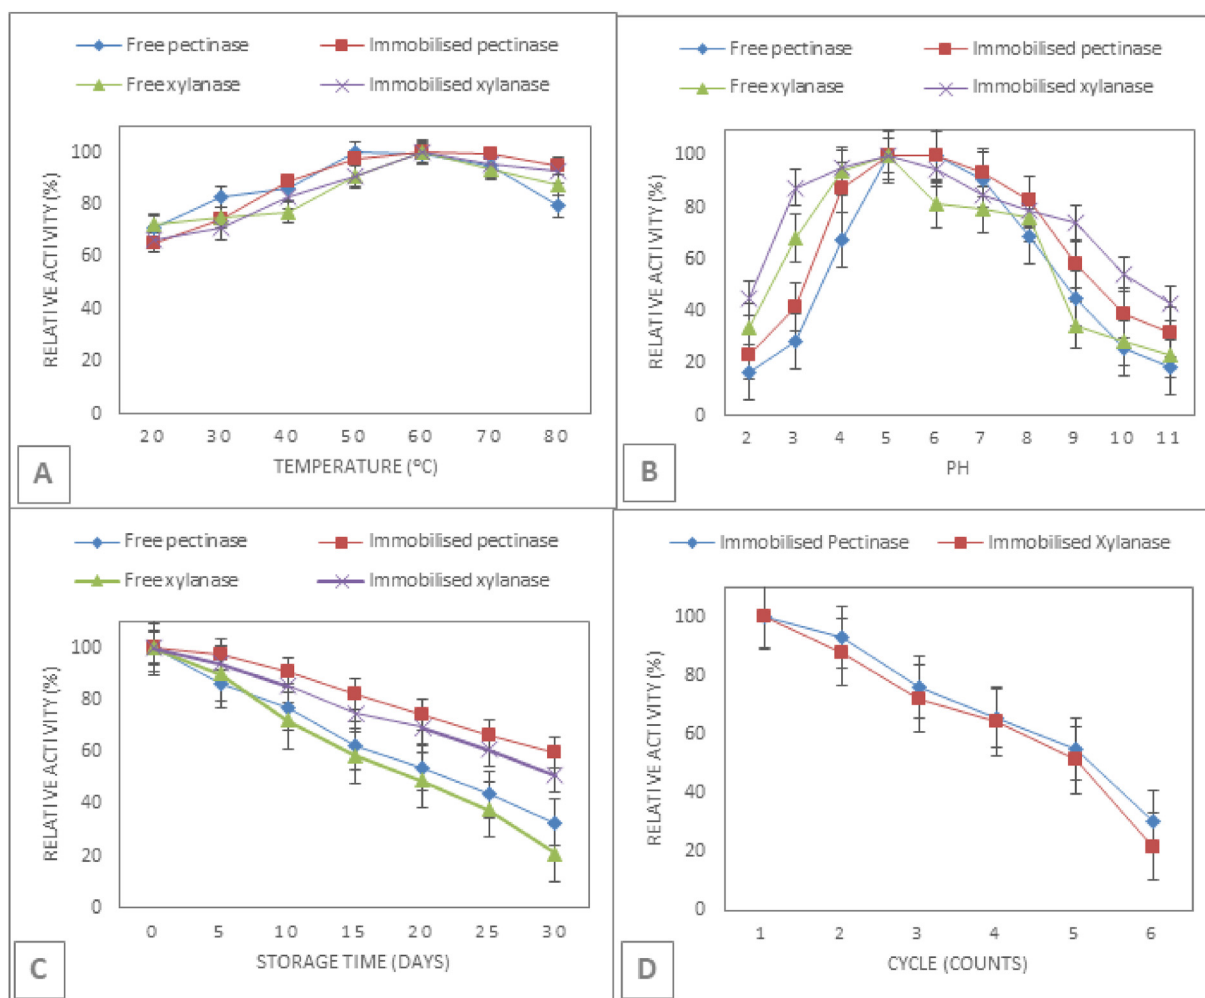 Free pectinase
Immobilised pectinase
Free xylanase
Immobilised xylanase
RELATIVE ACTIVITY (%)
100
80
60
40
20
0
20 30 40 50 60 70 80
TEMPERATURE (°C)
A
Free pectinase
Immobilised pectinase
Free xylanase
Immobilised xylanase
RELATIVE ACTIVITY (%)
100
80
60
40
20
0
2 3 4 5 6 7 8 9 10 11
PH
B
Free pectinase
Immobilised pectinase
Free xylanase
Immobilised xylanase
RELATIVE ACTIVITY (%)
100
80
60
40
20
0
0 5 10 15 20 25 30
STORAGE TIME (DAYS)
C
Immobilised Pectinase
Immobilised Xylanase
RELATIVE ACTIVITY (%)
100
80
60
40
20
0
1 2 3 4 5 6
CYCLE (COUNTS)
D